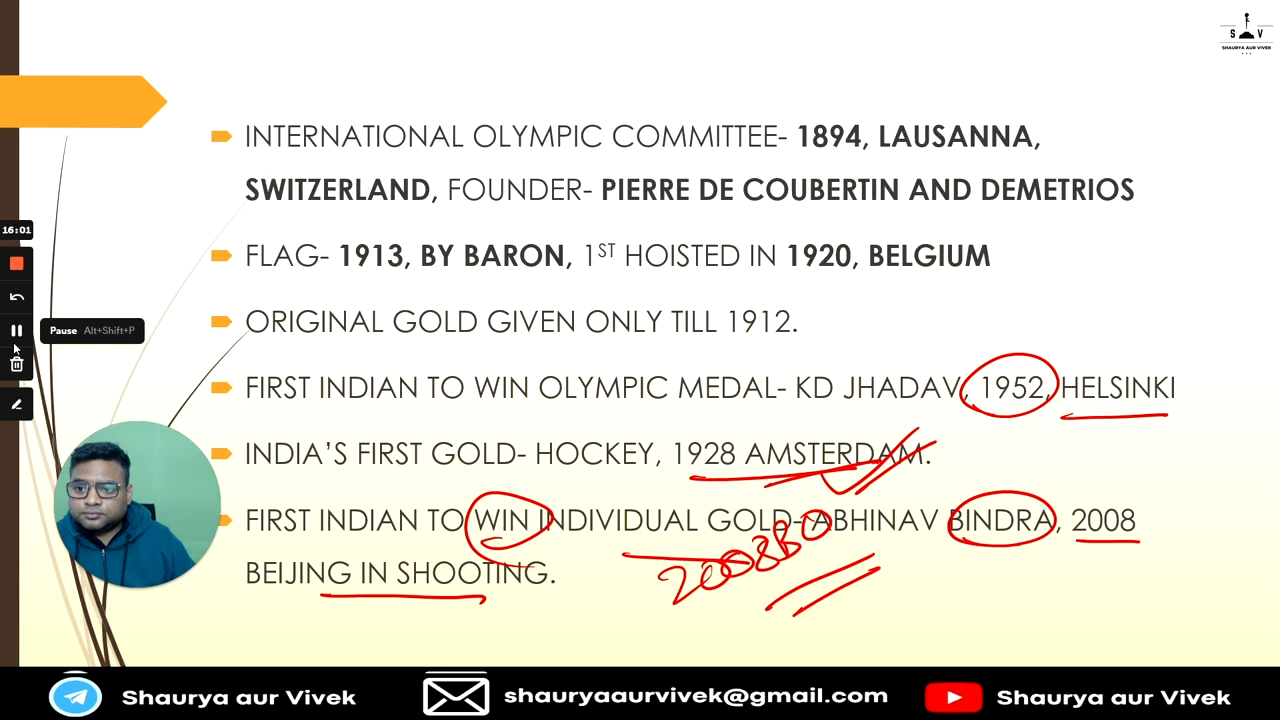 S V
SHAURYA AUR VIVEK
INTERNATIONAL OLYMPIC COMMITTEE- 1894, LAUSANNA,
SWITZERLAND, FOUNDER- PIERRE DE COUBERTIN AND DEMETRIOS
FLAG- 1913, BY BARON, 1ST HOISTED IN 1920, BELGIUM
16:01
ORIGINAL GOLD GIVEN ONLY TILL 1912.
Pause Alt+Shift+P
FIRST INDIAN TO WIN OLYMPIC MEDAL- KD JHADAV, 1952, HELSINKI
INDIA'S FIRST GOLD- HOCKEY, 1928 AMSTERDAM.
FIRST INDIAN TO WIN INDIVIDUAL GOLD- ABHINAV BINDRA, 2008
BEIJING IN SHOOTING.
Shaurya aur Vivek shauryaaurvivek@gmail.com Shaurya aur Vivek